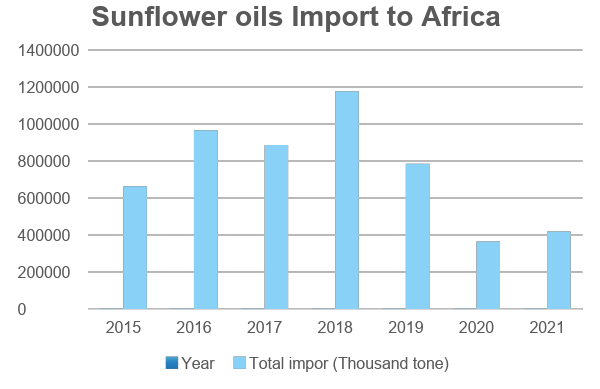 Sunflower oils Import to Africa
1400000
1200000
1000000
800000
600000
400000
200000
0
2015 2016 2017 2018 2019 2020 2021
Year Total impor (Thousand tone)